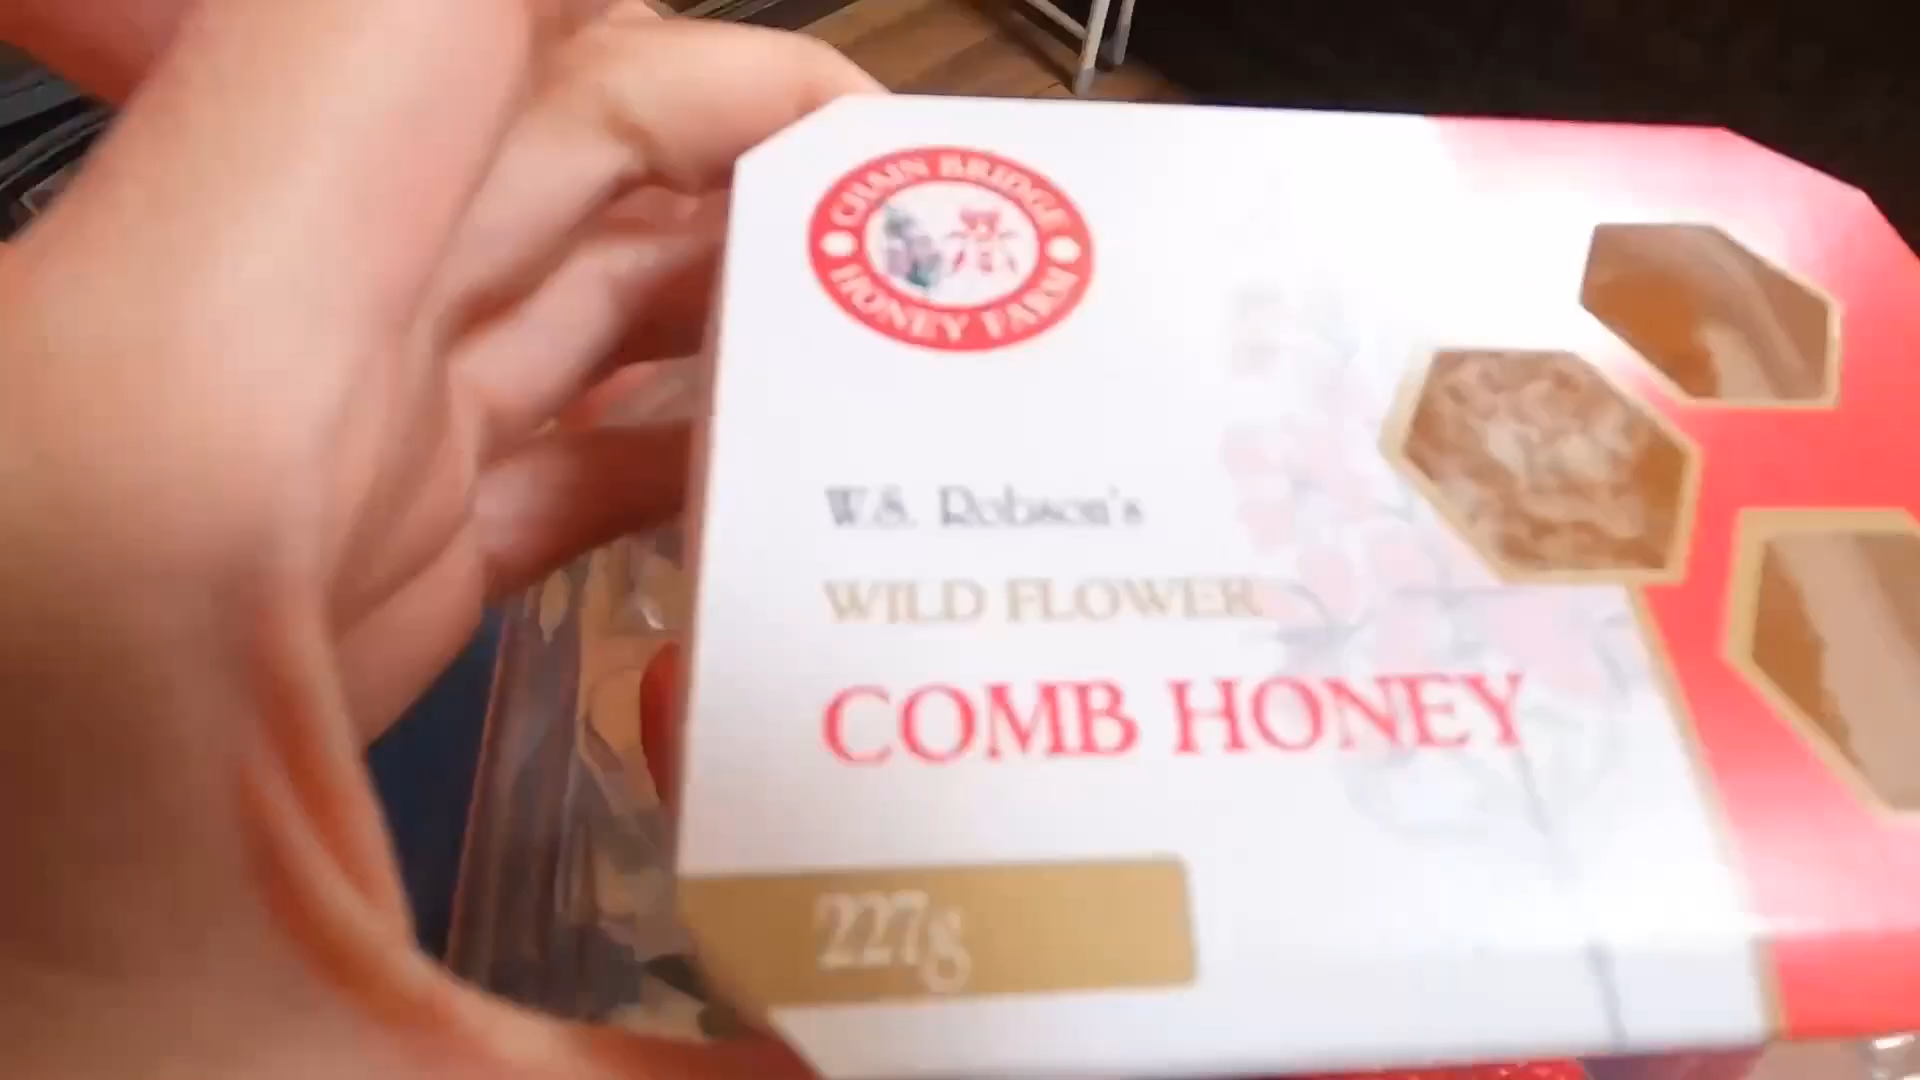 CHAIN BRIDGE
HONEY FARM
W.S. Robson's
WILD FLOWER
COMB HONEY
227g